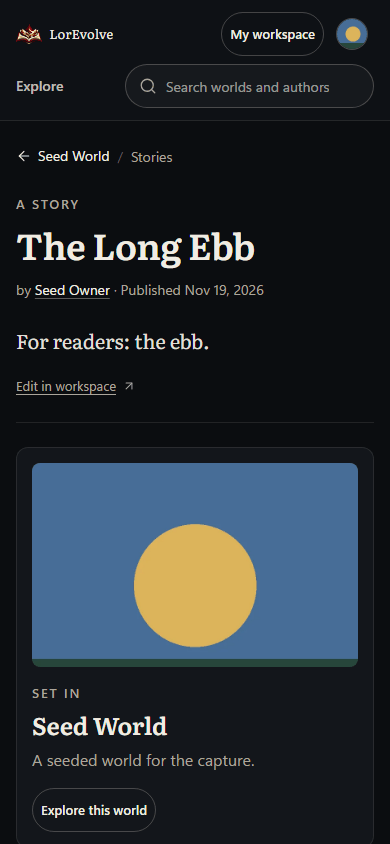 LorEvolve
My workspace
Explore
Search worlds and authors
← Seed World / Stories
A STORY
The Long Ebb
by Seed Owner · Published Nov 19, 2026
For readers: the ebb.
Edit in workspace ↗
SET IN
Seed World
A seeded world for the capture.
Explore this world